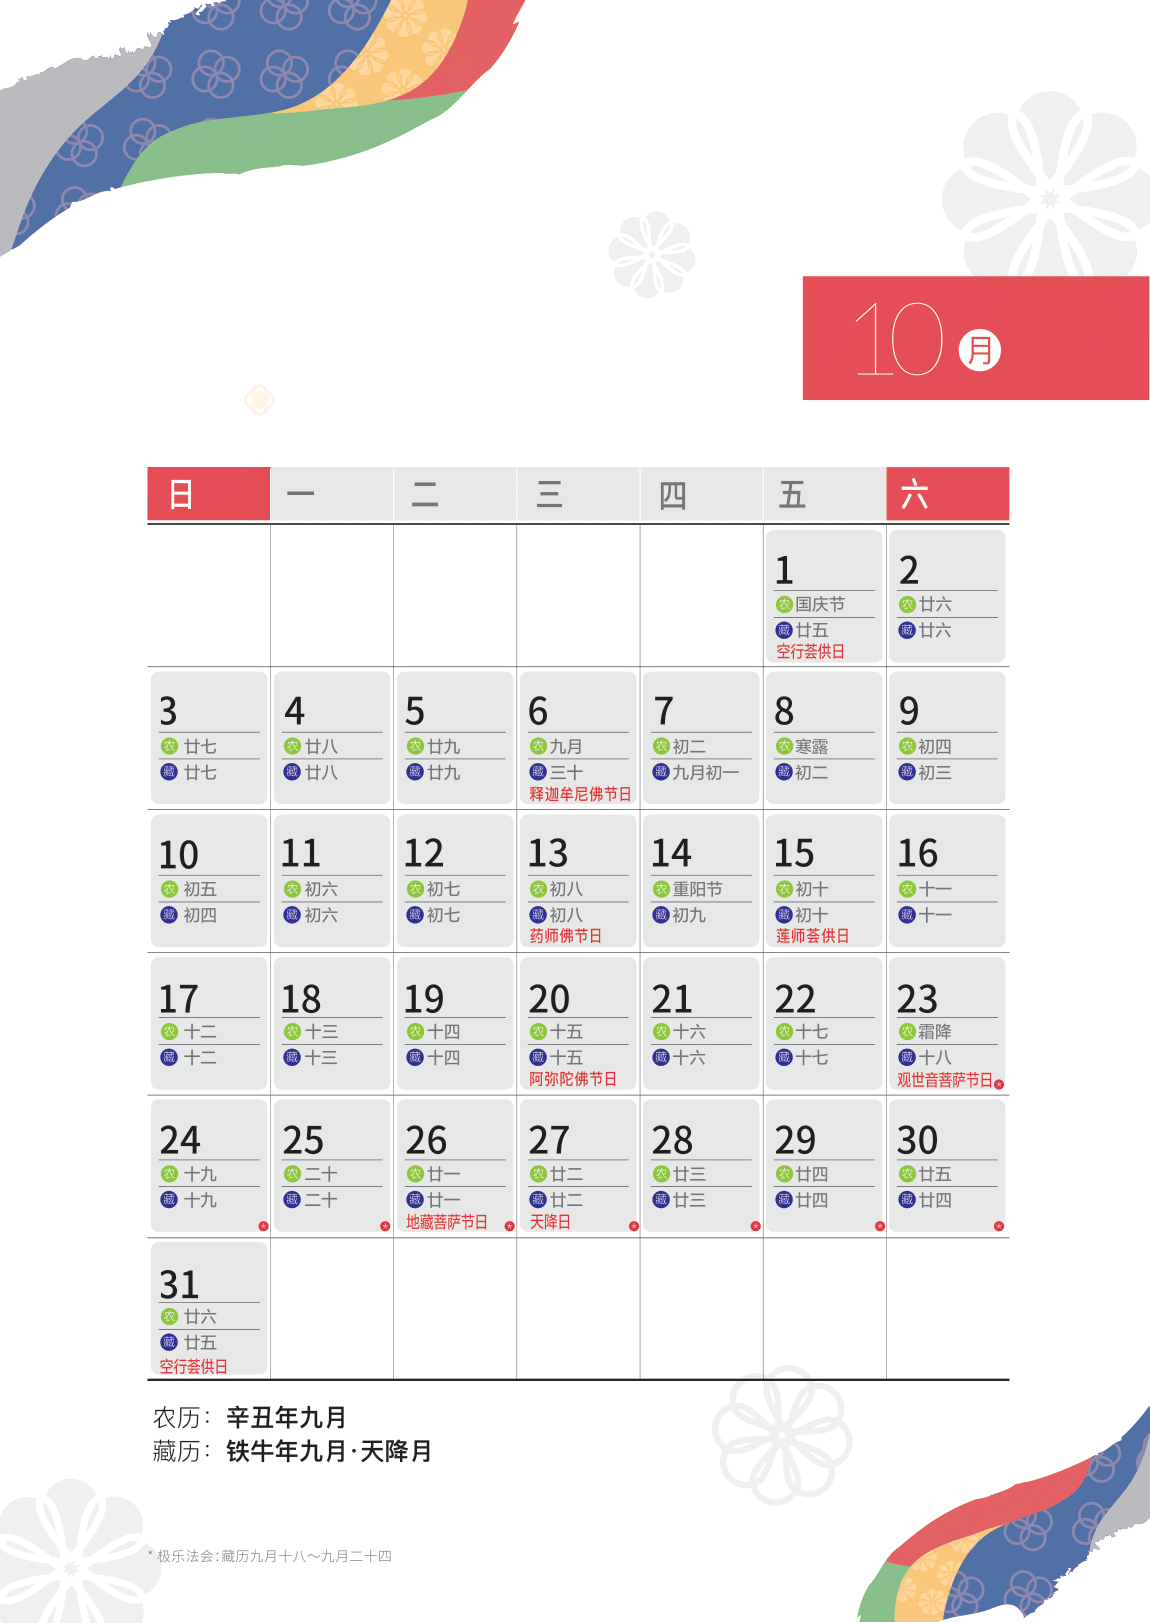 10 月
日 一 二 三 四 五 六
1
农 国庆节
藏 廿五
空行荟供日
2
农 廿六
藏 廿六
3
农 廿七
藏 廿七
4
农 廿八
藏 廿八
5
农 廿九
藏 廿九
6
农 九月
藏 三十
释迦牟尼佛节日
7
农 初二
藏 九月初一
8
农 寒露
藏 初二
9
农 初四
藏 初三
10
农 初五
藏 初四
11
农 初六
藏 初六
12
农 初七
藏 初七
13
农 初八
藏 初八
药师佛节日
14
农 重阳节
藏 初九
15
农 初十
藏 初十
莲师荟供日
16
农 十一
藏 十一
17
农 十二
藏 十二
18
农 十三
藏 十三
19
农 十四
藏 十四
20
农 十五
藏 十五
阿弥陀佛节日
21
农 十六
藏 十六
22
农 十七
藏 十七
23
农 霜降
藏 十八
观世音菩萨节日 *
24
农 十九
藏 十九
*
25
农 二十
藏 二十
*
26
农 廿一
藏 廿一
地藏菩萨节日 *
27
农 廿二
藏 廿二
天降日 *
28
农 廿三
藏 廿三
*
29
农 廿四
藏 廿四
*
30
农 廿五
藏 廿四
*
31
农 廿六
藏 廿五
空行荟供日
农历：辛丑年九月
藏历：铁牛年九月·天降月
* 极乐法会：藏历九月十八～九月二十四